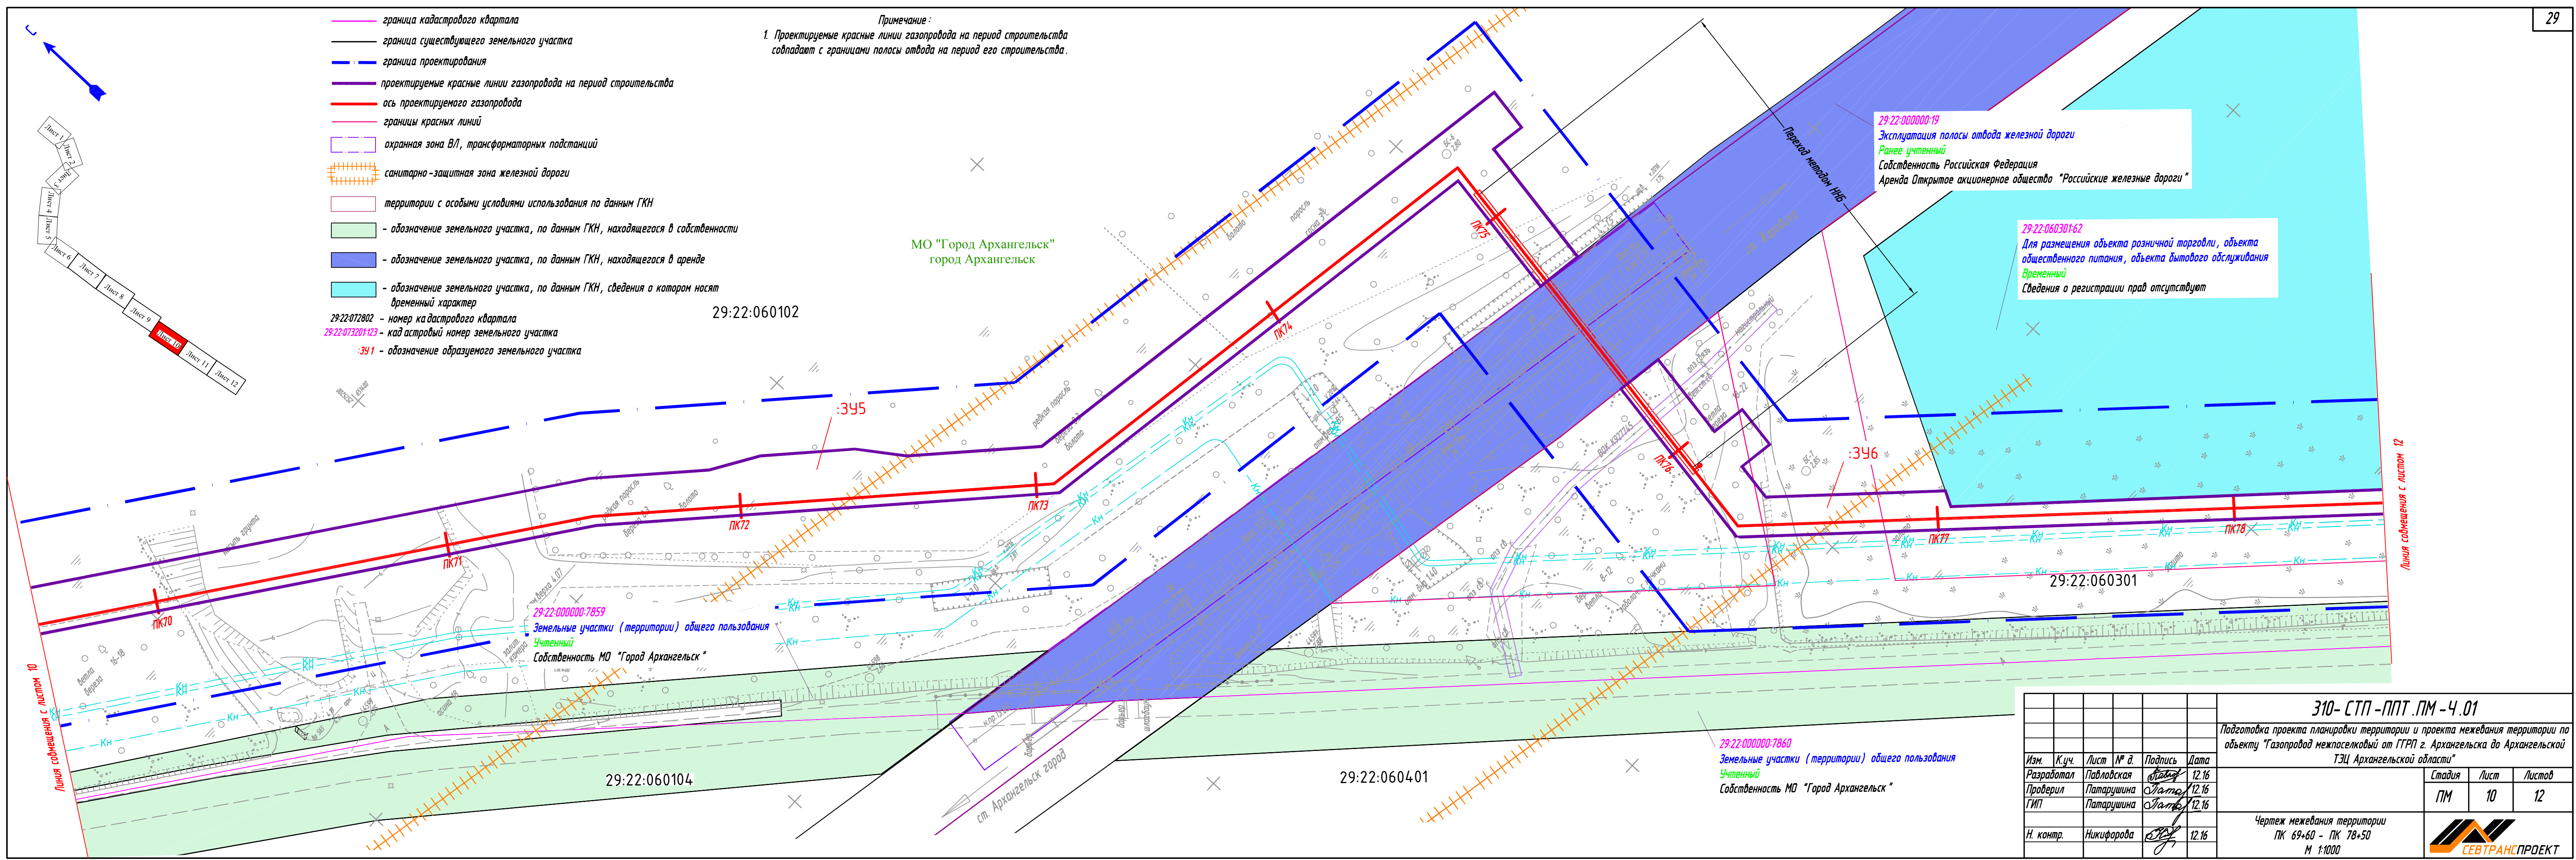 29
граница кадастрового квартала
граница существующего земельного участка
граница проектирования
проектируемые красные линии газопровода на период строительства
ось проектируемого газопровода
границы красных линий
охранная зона ВЛ, трансформаторных подстанций
санитарно-защитная зона железной дороги
территории с особыми условиями использования по данным ГКН
- обозначение земельного участка, по данным ГКН, находящегося в собственности
- обозначение земельного участка, по данным ГКН, находящегося в аренде
- обозначение земельного участка, по данным ГКН, сведения о котором носят
временный характер
29:22:072802 - номер кадастрового квартала
29:22:073201:123 - кадастровый номер земельного участка
:ЗУ1 - обозначение образуемого земельного участка
Примечание:
1. Проектируемые красные линии газопровода на период строительства
совпадают с границами полосы отвода на период его строительства.
С
Лист 1
Лист 2
Лист 3
Лист 4
Лист 5
Лист 6
Лист 7
Лист 8
Лист 9
Лист 10
Лист 11
Лист 12
МО "Город Архангельск"
город Архангельск
29:22:060102
:ЗУ5
:ЗУ6
Переход методом ННБ
29:22:000000:19
Эксплуатация полосы отвода железной дороги
Ранее учтенный
Собственность Российская Федерация
Аренда Открытое акционерное общество "Российские железные дороги"
29:22:060301:62
Для размещения объекта розничной торговли, объекта
общественного питания, объекта бытового обслуживания
Временный
Сведения о регистрации прав отсутствуют
ПК70
ПК71
ПК72
ПК73
ПК74
ПК75
ПК76
ПК77
ПК78
29:22:060301
29:22:000000:7859
Земельные участки (территории) общего пользования
Учтенный
Собственность МО "Город Архангельск"
29:22:000000:7860
Земельные участки (территории) общего пользования
Учтенный
Собственность МО "Город Архангельск"
29:22:060104
29:22:060401
ст. Архангельск город
Линия совмещения с листом 10
Линия совмещения с листом 12
310-СТП-ППТ.ПМ-Ч.01
Подготовка проекта планировки территории и проекта межевания территории по
объекту "Газопровод межпоселковый от ГГРП г. Архангельска до Архангельской
ТЭЦ Архангельской области"
Изм. К.уч. Лист № д. Подпись Дата
Разработал Павловская 12.16
Проверил Патарушина 12.16
ГИП Патарушина 12.16
Н. контр. Никифорова 12.16
Стадия Лист Листов
ПМ 10 12
Чертеж межевания территории
ПК 69+60 - ПК 78+50
М 1:1000
СЕВТРАНСПРОЕКТ